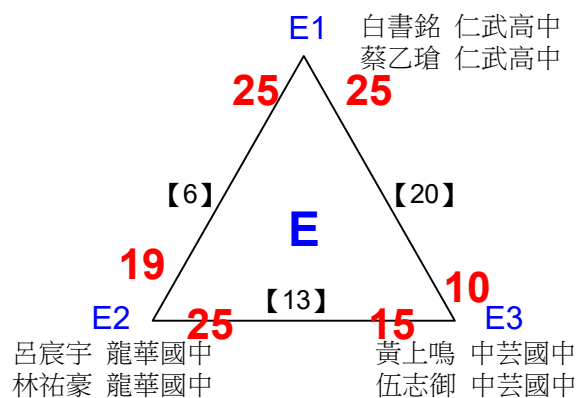 E1
白書銘 仁武高中
蔡乙瑲 仁武高中
25
25
【6】
【20】
E
19
10
【13】
25
15
E2
E3
呂宸宇 龍華國中
林祐豪 龍華國中
黃上鳴 中芸國中
伍志御 中芸國中